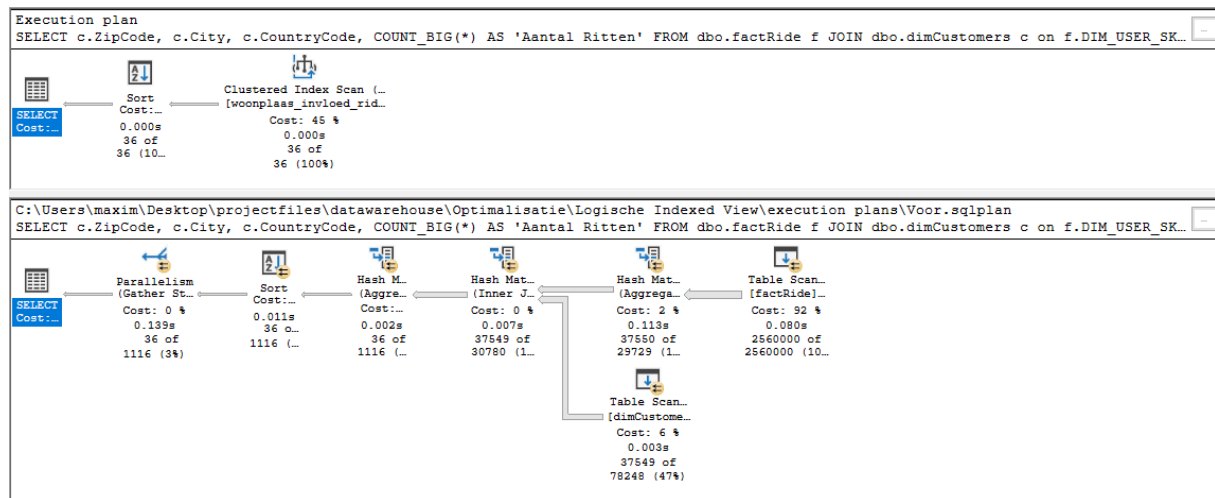 Execution plan
SELECT c.ZipCode, c.City, c.CountryCode, COUNT_BIG(*) AS 'Aantal Ritten' FROM dbo.factRide f JOIN dbo.dimCustomers c on f.DIM_USER_SK…
...
SELECT
Cost:…
Sort
Cost:…
0.000s
36 of
36 (10…
Clustered Index Scan (…
[woonplaas_invloed_rid…
Cost: 45 %
0.000s
36 of
36 (100%)
C:\Users\maxim\Desktop\projectfiles\datawarehouse\Optimalisatie\Logische Indexed View\execution plans\Voor.sqlplan
SELECT c.ZipCode, c.City, c.CountryCode, COUNT_BIG(*) AS 'Aantal Ritten' FROM dbo.factRide f JOIN dbo.dimCustomers c on f.DIM_USER_SK…
...
SELECT
Cost:…
Parallelism
(Gather St…
Cost: 0 %
0.139s
36 of
1116 (3%)
Sort
Cost:…
0.011s
36 o…
1116 (…
Hash M…
(Aggre…
Cost:…
0.002s
36 of
1116 (…
Hash Mat…
(Inner J…
Cost: 0 %
0.007s
37549 of
30780 (1…
Hash Mat…
(Aggrega…
Cost: 2 %
0.113s
37550 of
29729 (1…
Table Scan…
[factRide]…
Cost: 92 %
0.080s
2560000 of
2560000 (10…
Table Scan…
[dimCustome…
Cost: 6 %
0.003s
37549 of
78248 (47%)